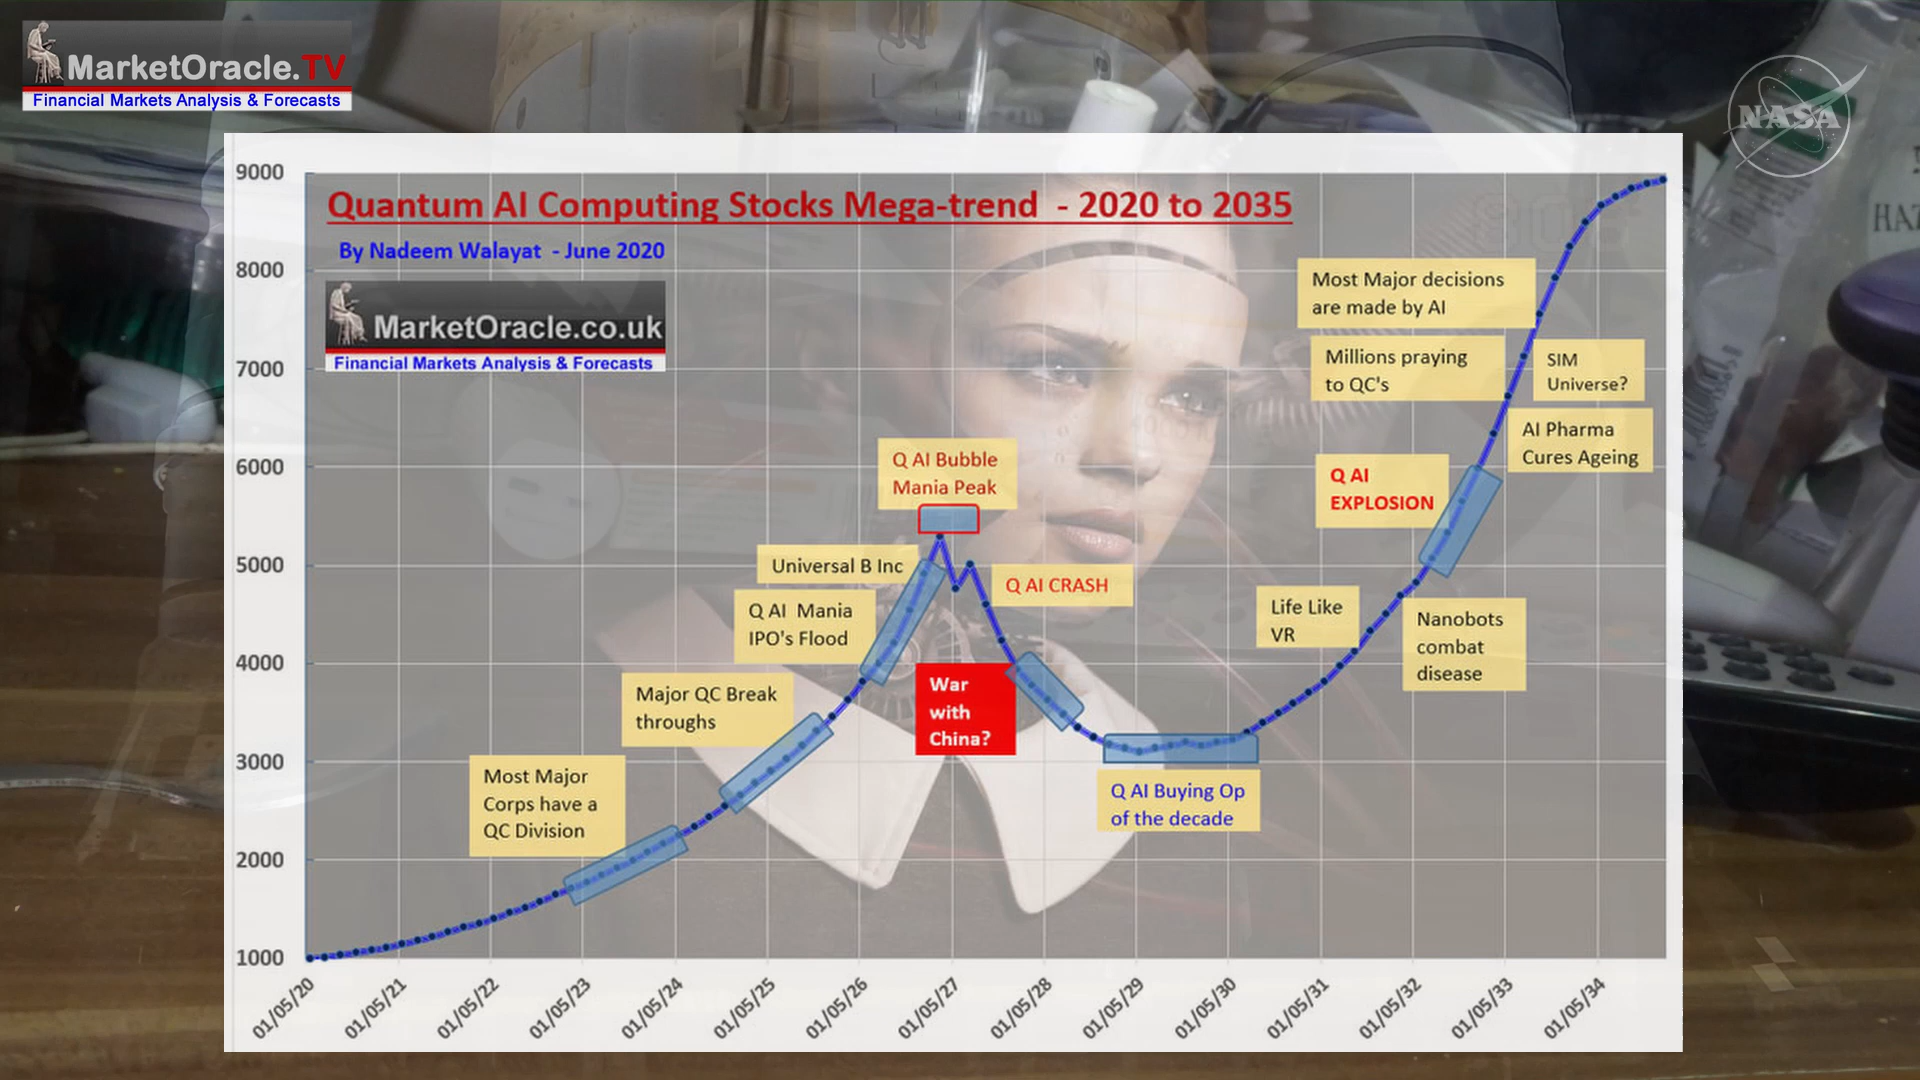 MarketOracle.TV
Financial Markets Analysis & Forecasts
NASA
Quantum AI Computing Stocks Mega-trend - 2020 to 2035
By Nadeem Walayat - June 2020
MarketOracle.co.uk
Financial Markets Analysis & Forecasts
9000
8000
7000
6000
5000
4000
3000
2000
1000
Most Major
Corps have a
QC Division
Major QC Break
throughs
Q AI Mania
IPO's Flood
Universal B Inc
Q AI Bubble
Mania Peak
Q AI CRASH
War
with
China?
Q AI Buying Op
of the decade
Life Like
VR
Nanobots
combat
disease
Q AI
EXPLOSION
AI Pharma
Cures Ageing
SIM
Universe?
Millions praying
to QC's
Most Major decisions
are made by AI
01/05/20
01/05/21
01/05/22
01/05/23
01/05/24
01/05/25
01/05/26
01/05/27
01/05/28
01/05/29
01/05/30
01/05/31
01/05/32
01/05/33
01/05/34